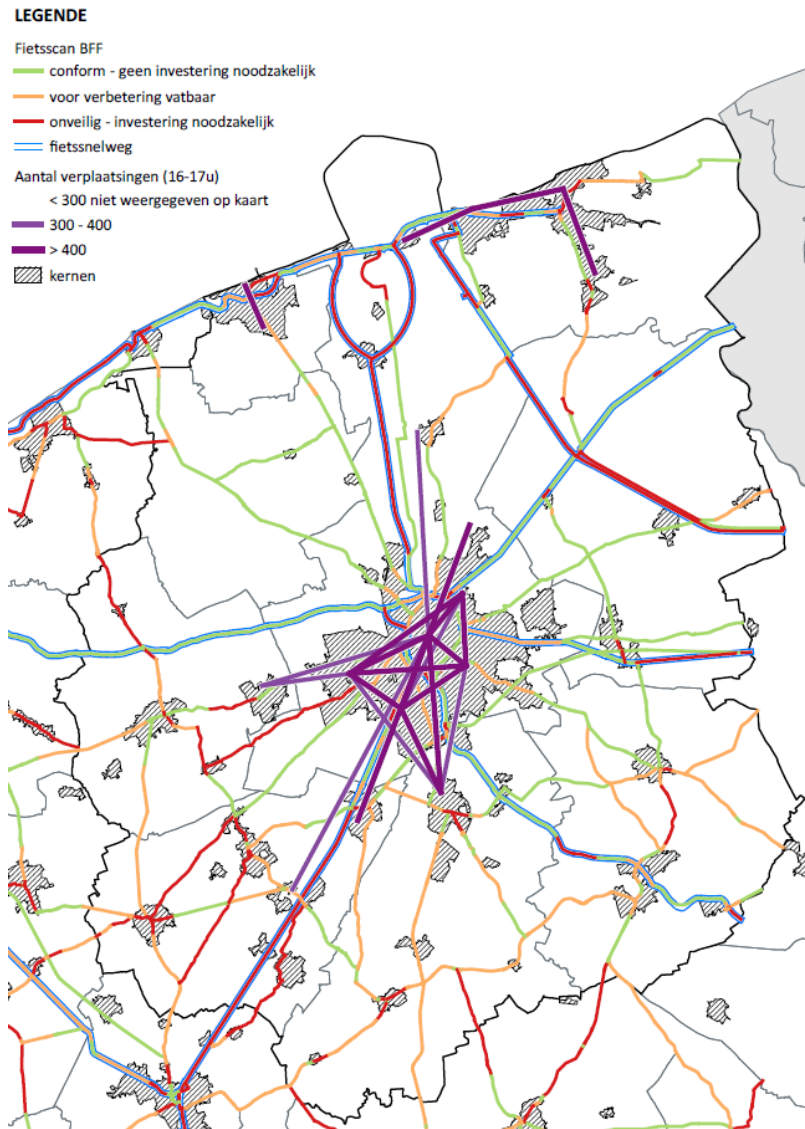 LEGENDE
Fietsscan BFF
conform - geen investering noodzakelijk
voor verbetering vatbaar
onveilig - investering noodzakelijk
fietssnelweg
Aantal verplaatsingen (16-17u)
< 300 niet weergegeven op kaart
300 - 400
> 400
kernen